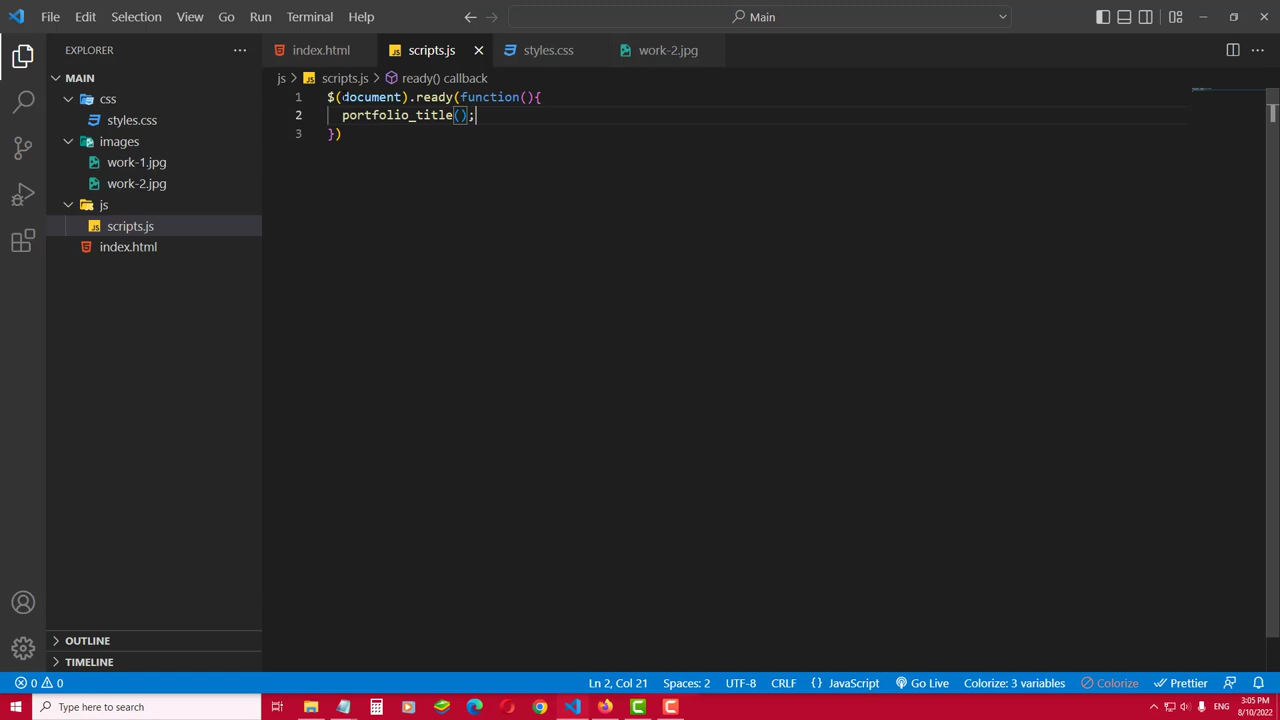 File Edit Selection View Go Run Terminal Help
Main
EXPLORER
index.html
scripts.js
styles.css
work-2.jpg
MAIN
css
styles.css
images
work-1.jpg
work-2.jpg
js
scripts.js
index.html
js scripts.js ready() callback
1 $(document).ready(function(){
2 portfolio_title();
3 })
OUTLINE
TIMELINE
0 0
Ln 2, Col 21 Spaces: 2 UTF-8 CRLF {} JavaScript Go Live Colorize: 3 variables Colorize Prettier
Type here to search
ENG
3:05 PM
8/10/2022